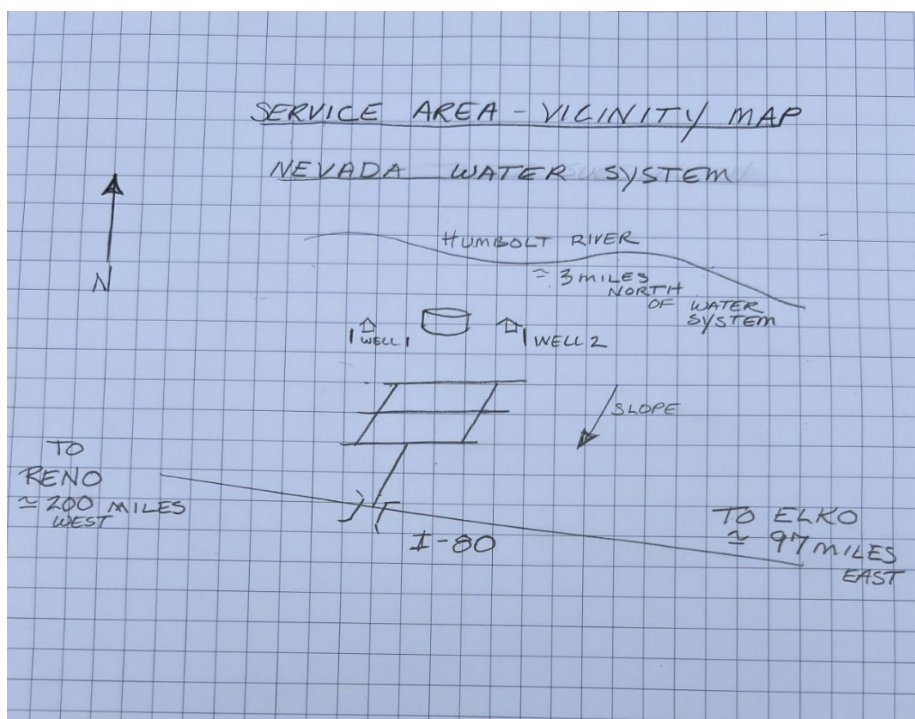 SERVICE AREA - VICINITY MAP
NEVADA WATER SYSTEM
N
HUMBOLT RIVER
≃ 3 MILES
NORTH
OF WATER
SYSTEM
WELL 1
WELL 2
SLOPE
TO
RENO
≃ 200 MILES
WEST
I-80
TO ELKO
≃ 97 MILES
EAST